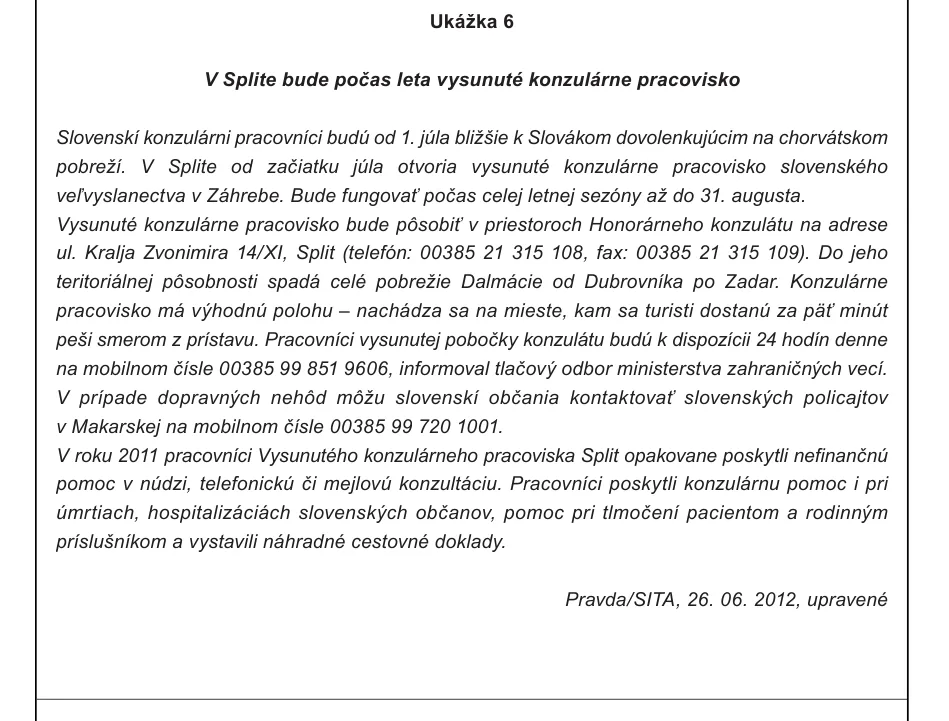 Ukážka 6
V Splite bude počas leta vysunuté konzulárne pracovisko
Slovenskí konzulárni pracovníci budú od 1. júla bližšie k Slovákom dovolenkujúcim na chorvátskom
pobreží. V Splite od začiatku júla otvoria vysunuté konzulárne pracovisko slovenského
veľvyslanectva v Záhrebe. Bude fungovať počas celej letnej sezóny až do 31. augusta.
Vysunuté konzulárne pracovisko bude pôsobiť v priestoroch Honorárneho konzulátu na adrese
ul. Kralja Zvonimira 14/XI, Split (telefón: 00385 21 315 108, fax: 00385 21 315 109). Do jeho
teritoriálnej pôsobnosti spadá celé pobrežie Dalmácie od Dubrovníka po Zadar. Konzulárne
pracovisko má výhodnú polohu – nachádza sa na mieste, kam sa turisti dostanú za päť minút
peši smerom z prístavu. Pracovníci vysunutej pobočky konzulátu budú k dispozícii 24 hodín denne
na mobilnom čísle 00385 99 851 9606, informoval tlačový odbor ministerstva zahraničných vecí.
V prípade dopravných nehôd môžu slovenskí občania kontaktovať slovenských policajtov
v Makarskej na mobilnom čísle 00385 99 720 1001.
V roku 2011 pracovníci Vysunutého konzulárneho pracoviska Split opakovane poskytli nefinančnú
pomoc v núdzi, telefonickú či mejlovú konzultáciu. Pracovníci poskytli konzulárnu pomoc i pri
úmrtiach, hospitalizáciách slovenských občanov, pomoc pri tlmočení pacientom a rodinným
príslušníkom a vystavili náhradné cestovné doklady.
Pravda/SITA, 26. 06. 2012, upravené